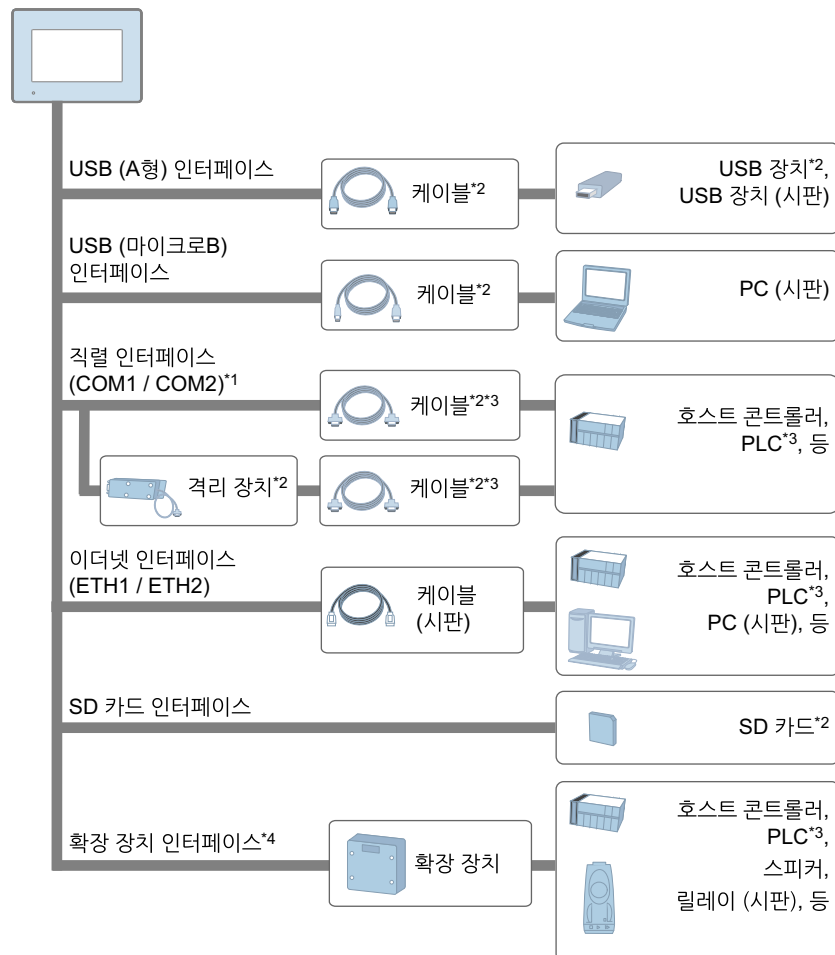 USB (A형) 인터페이스
케이블*2
USB 장치*2,
USB 장치 (시판)
USB (마이크로B)
인터페이스
케이블*2
PC (시판)
직렬 인터페이스
(COM1 / COM2)*1
케이블*2*3
호스트 콘트롤러,
PLC*3, 등
격리 장치*2
케이블*2*3
이더넷 인터페이스
(ETH1 / ETH2)
케이블
(시판)
호스트 콘트롤러,
PLC*3,
PC (시판), 등
SD 카드 인터페이스
SD 카드*2
확장 장치 인터페이스*4
확장 장치
호스트 콘트롤러,
PLC*3,
스피커,
릴레이 (시판), 등